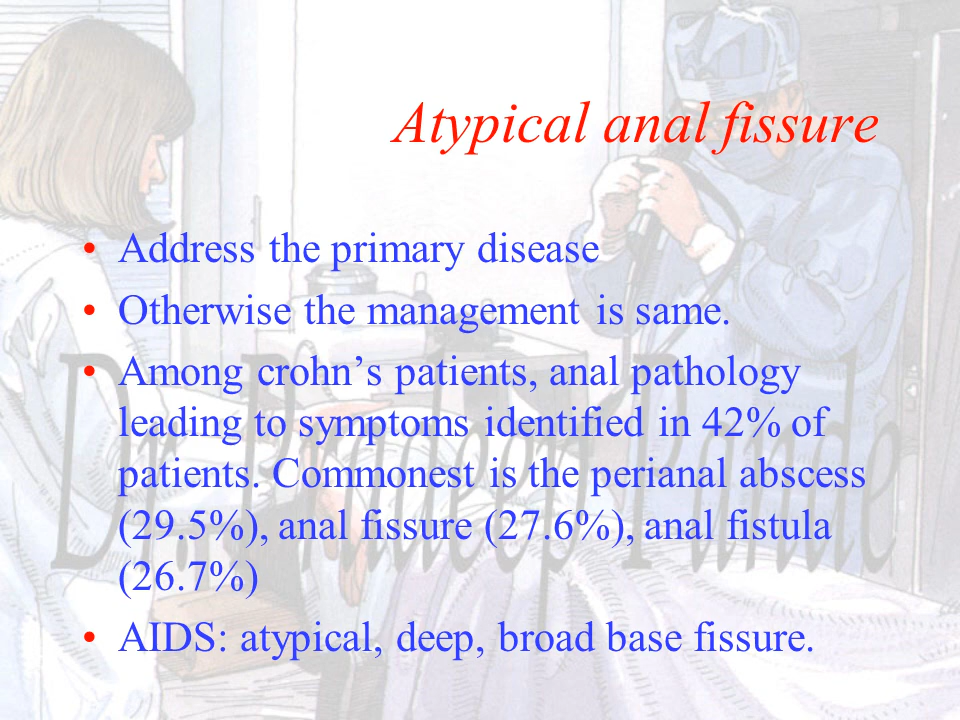 Atypical anal fissure
• Address the primary disease
• Otherwise the management is same.
• Among crohn’s patients, anal pathology
leading to symptoms identified in 42% of
patients. Commonest is the perianal abscess
(29.5%), anal fissure (27.6%), anal fistula
(26.7%)
• AIDS: atypical, deep, broad base fissure.